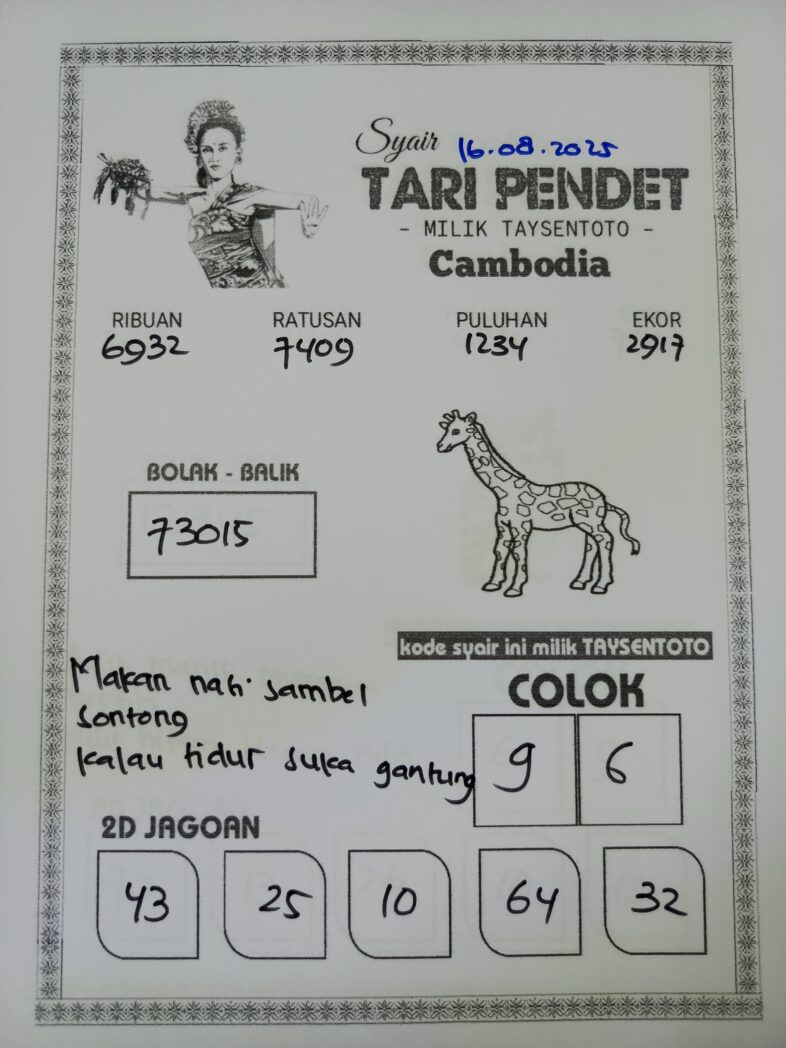 Syair 16.08.2025
TARI PENDET
- MILIK TAYSENTOTO -
Cambodia
RIBUAN RATUSAN PULUHAN EKOR
6932 7409 1234 2917
BOLAK - BALIK
73015
kode syair ini milik TAYSENTOTO
Makan nasi sambel
sontong
kalau tidur suka gantung
COLOK
9 6
2D JAGOAN
43 25 10 64 32